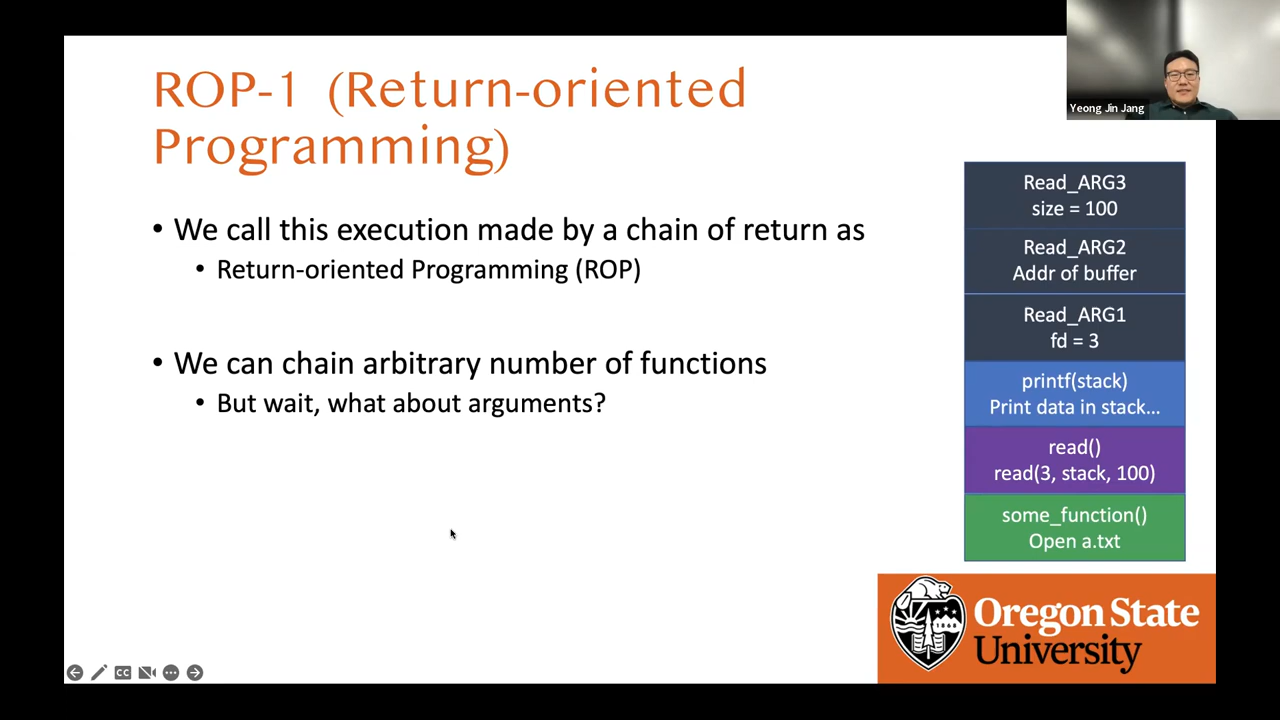 ROP-1 (Return-oriented
Programming)
• We call this execution made by a chain of return as
• Return-oriented Programming (ROP)
• We can chain arbitrary number of functions
• But wait, what about arguments?
Yeong Jin Jang
Read_ARG3
size = 100
Read_ARG2
Addr of buffer
Read_ARG1
fd = 3
printf(stack)
Print data in stack...
read()
read(3, stack, 100)
some_function()
Open a.txt
Oregon State
University
CC